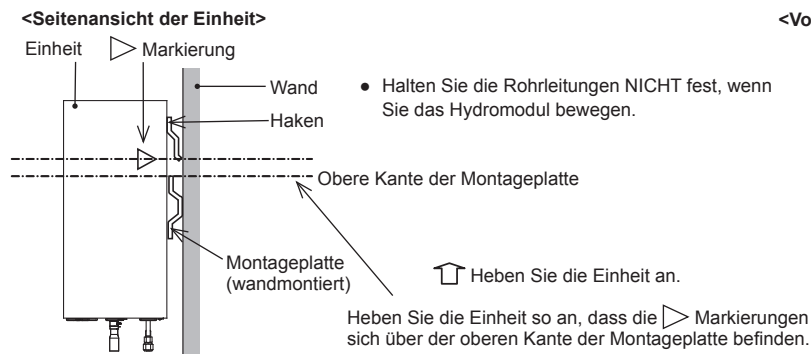 <Seitenansicht der Einheit>
<Vo
Einheit ▷ Markierung
Wand
Haken
● Halten Sie die Rohrleitungen NICHT fest, wenn
Sie das Hydromodul bewegen.
Obere Kante der Montageplatte
Montageplatte
(wandmontiert)
⇧ Heben Sie die Einheit an.
Heben Sie die Einheit so an, dass die ▷ Markierungen
sich über der oberen Kante der Montageplatte befinden.